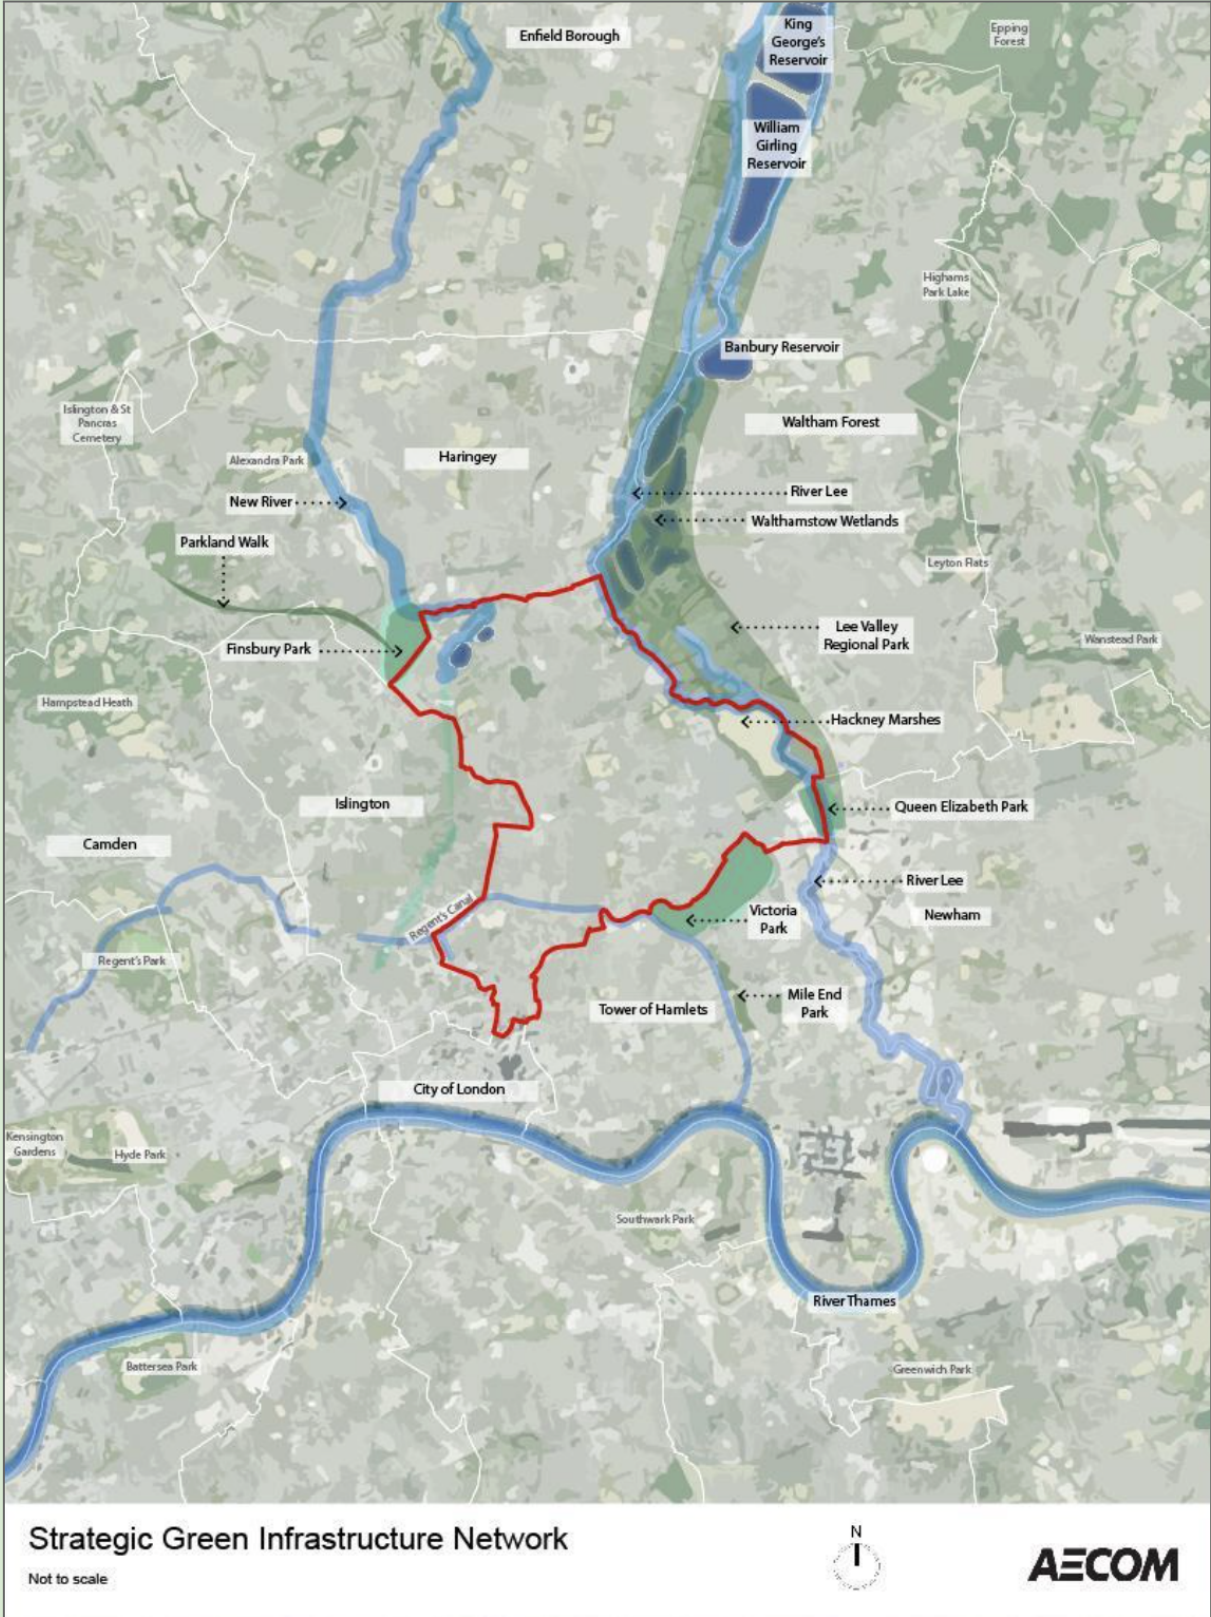 Enfield Borough
King
George's
Reservoir
Epping
Forest
William
Girling
Reservoir
Highams
Park Lake
Banbury Reservoir
Islington & St
Pancras
Cemetery
Waltham Forest
Alexandra Park
Haringey
New River
River Lee
Walthamstow Wetlands
Parkland Walk
Leyton Flats
Finsbury Park
Lee Valley
Regional Park
Wanstead Park
Hampstead Heath
Hackney Marshes
Islington
Queen Elizabeth Park
Camden
River Lee
Regent's Canal
Victoria
Park
Newham
Regent's Park
Tower of Hamlets
Mile End
Park
City of London
Kensington
Gardens
Hyde Park
Southwark Park
River Thames
Battersea Park
Greenwich Park
Strategic Green Infrastructure Network
Not to scale
N
AECOM